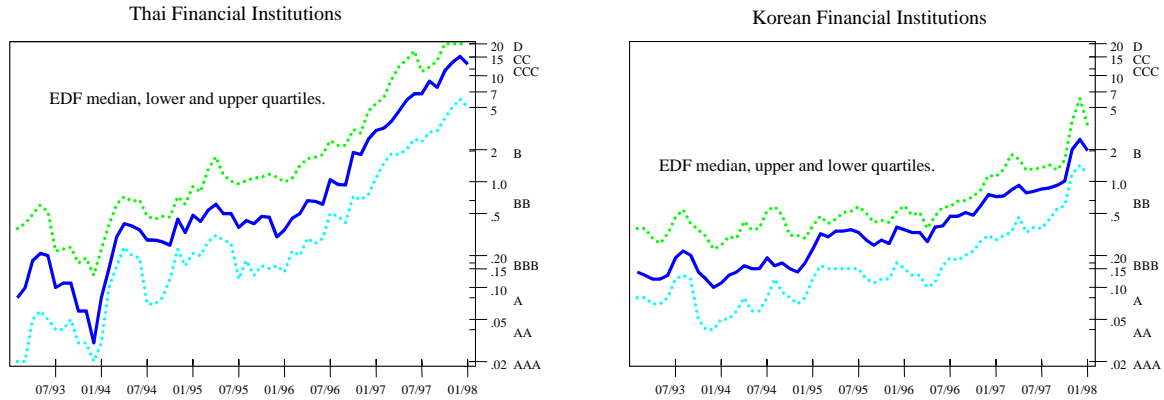 Thai Financial Institutions
EDF median, lower and upper quartiles.
20 D
15 CC
10 CCC
7
5
2 B
1.0
.5 BB
.20
.15 BBB
.10 A
.05 AA
.02 AAA
07/93 01/94 07/94 01/95 07/95 01/96 07/96 01/97 07/97 01/98
Korean Financial Institutions
EDF median, upper and lower quartiles.
20 D
15 CC
10 CCC
7
5
2 B
1.0
.5 BB
.20
.15 BBB
.10 A
.05 AA
.02 AAA
07/93 01/94 07/94 01/95 07/95 01/96 07/96 01/97 07/97 01/98